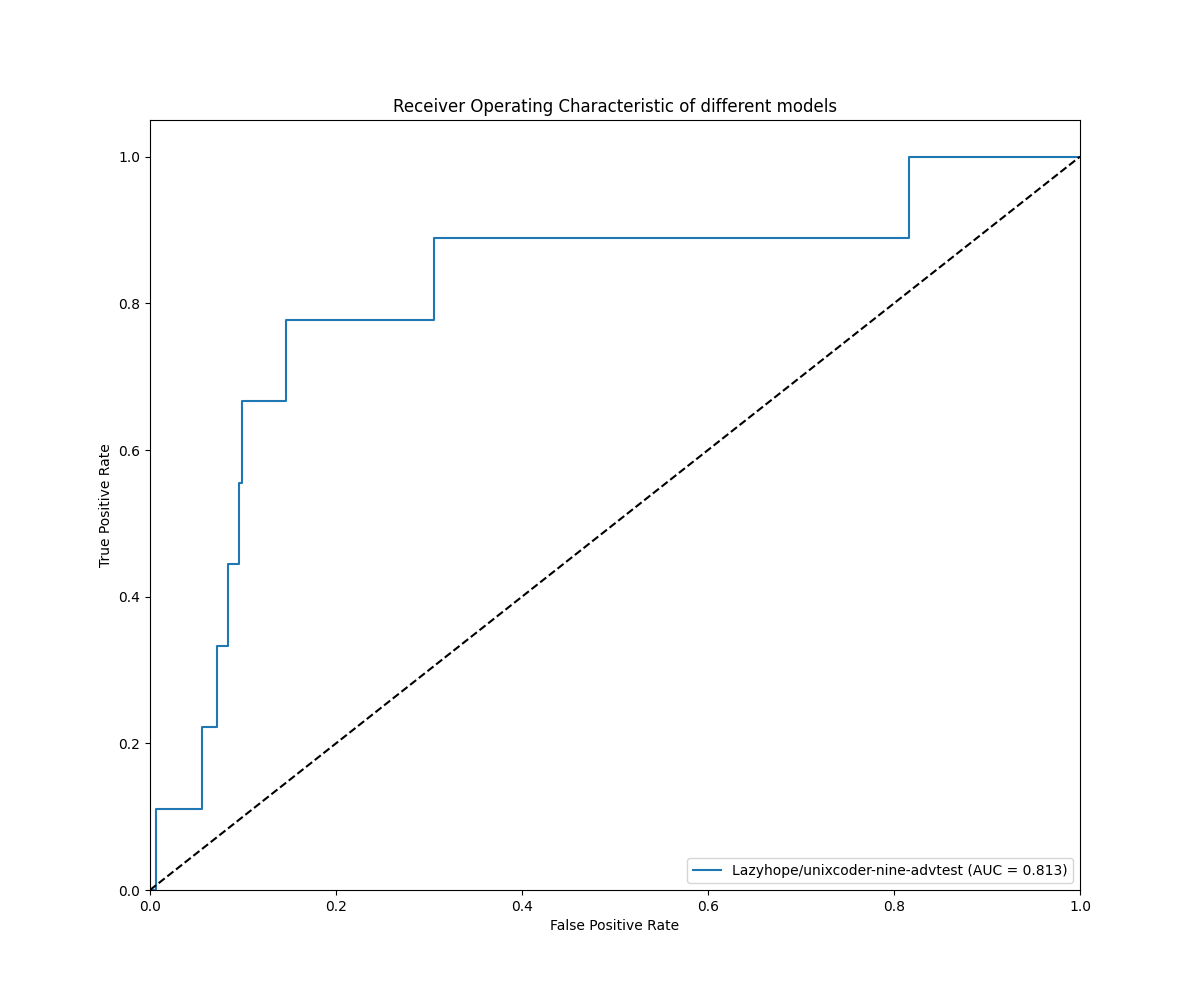 Receiver Operating Characteristic of different models
1.0
0.8
0.6
0.4
0.2
0.0
True Positive Rate
Lazyhope/unixcoder-nine-advtest (AUC = 0.813)
0.0 0.2 0.4 0.6 0.8 1.0
False Positive Rate